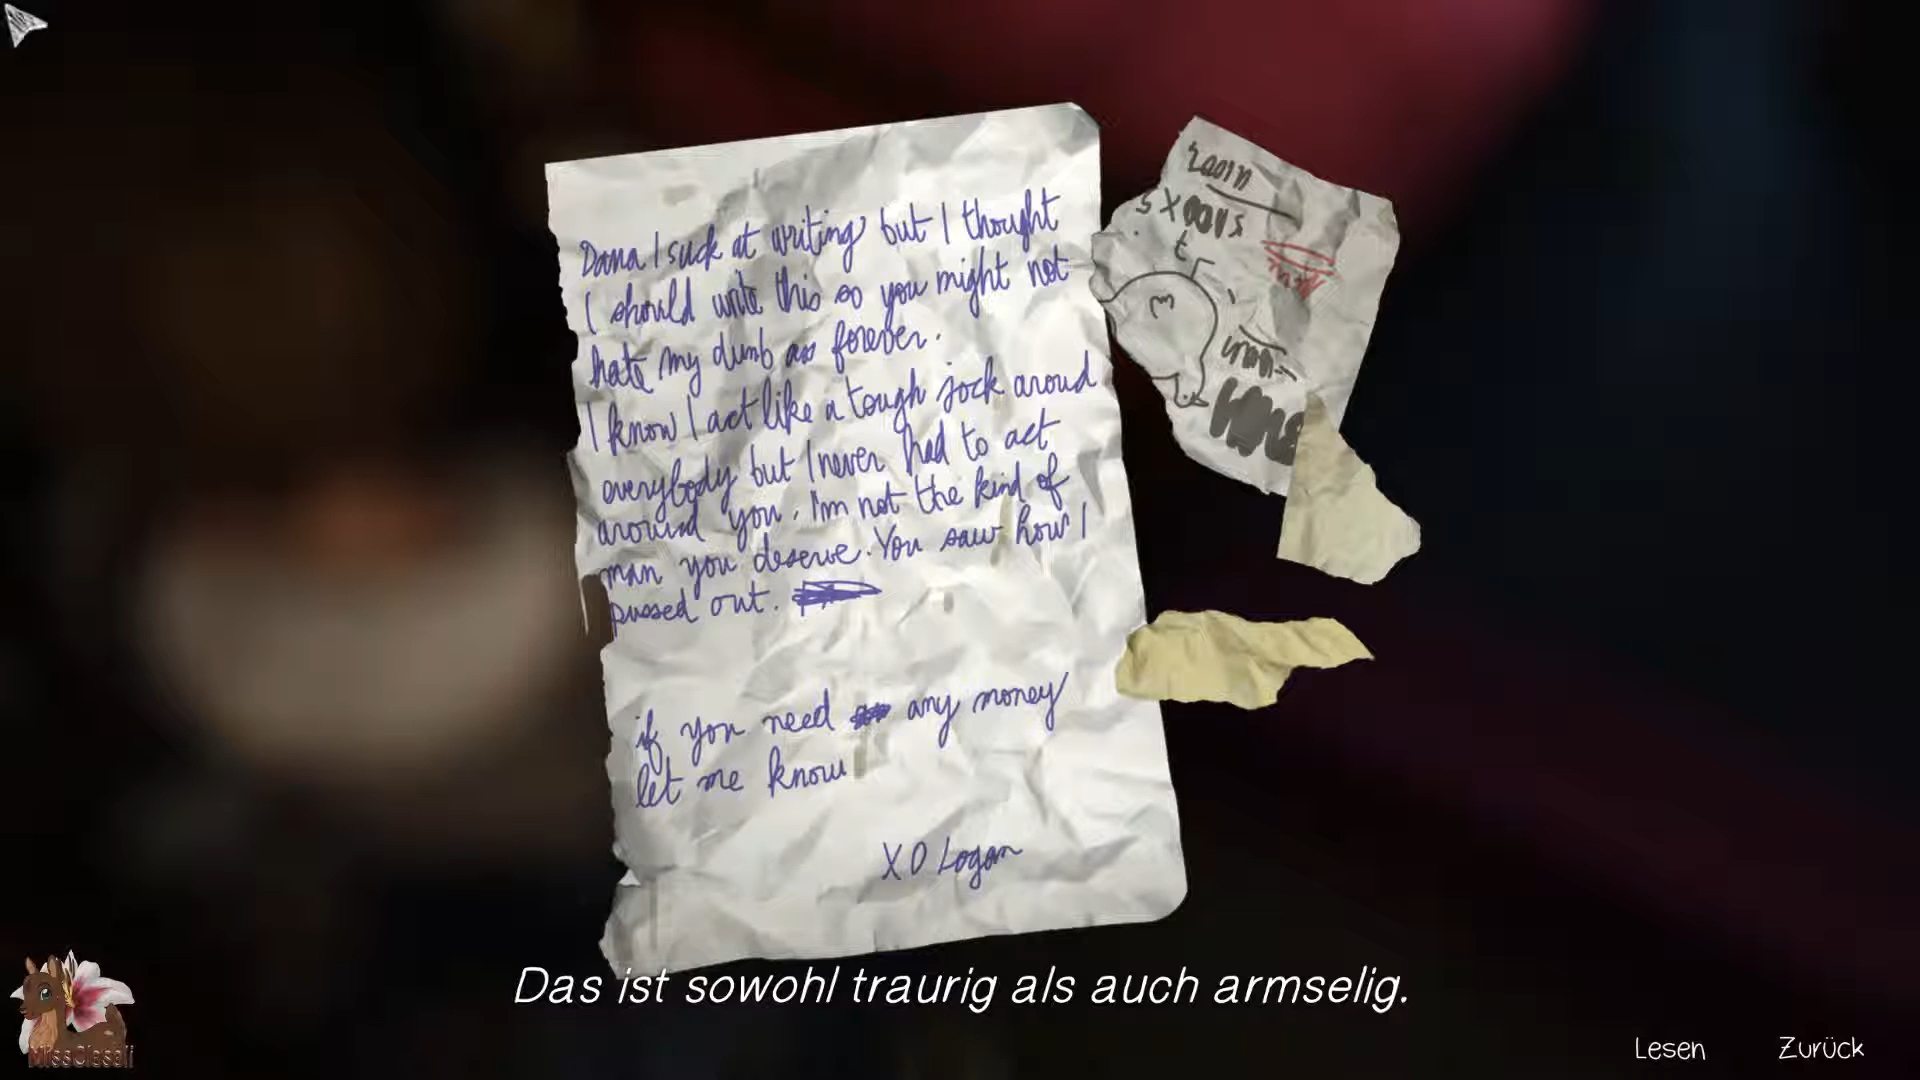 Dana I suck at writing but I thought
I should write this so you might not
hate my dumb ass forever.
I know I act like a tough jock aroud
everybody but I never had to act
around you. I'm not the kind of
man you deserve. You saw how I
pussed out.
if you need any money
let me know
XO Logan
Das ist sowohl traurig als auch armselig.
MissClesali
Lesen
Zurück